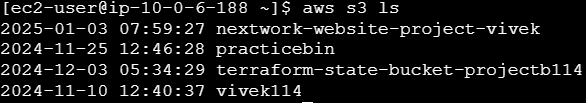 [ec2-user@ip-10-0-6-188 ~]$ aws s3 ls
2025-01-03 07:59:27 nextwork-website-project-vivek
2024-11-25 12:46:28 practicebin
2024-12-03 05:34:29 terraform-state-bucket-projectb114
2024-11-10 12:40:37 vivek114